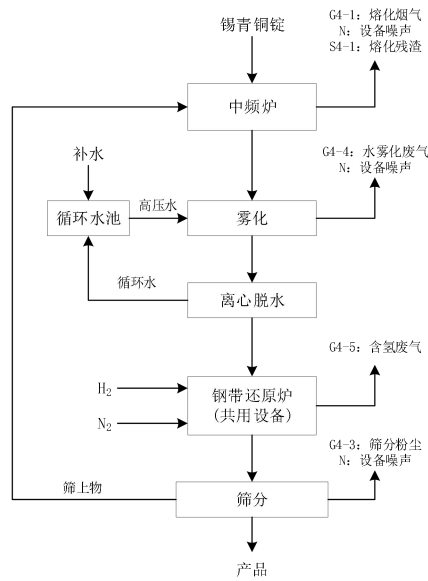 锡青铜锭
G4-1：熔化烟气
N：设备噪声
S4-1：熔化残渣
中频炉
补水
G4-4：水雾化废气
N：设备噪声
循环水池
高压水
雾化
循环水
离心脱水
G4-5：含氢废气
H₂
N₂
钢带还原炉
(共用设备)
G4-3：筛分粉尘
N：设备噪声
筛上物
筛分
产品